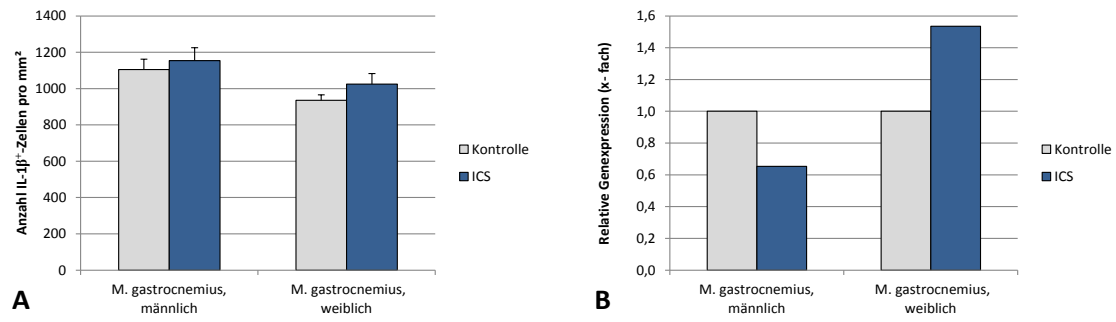 1400
1200
1000
800
600
400
200
0
Anzahl IL-1β⁺-Zellen pro mm²
M. gastrocnemius,
männlich
M. gastrocnemius,
weiblich
Kontrolle
ICS
A
1,6
1,4
1,2
1,0
0,8
0,6
0,4
0,2
0,0
Relative Genexpression (x- fach)
M. gastrocnemius,
männlich
M. gastrocnemius,
weiblich
Kontrolle
ICS
B